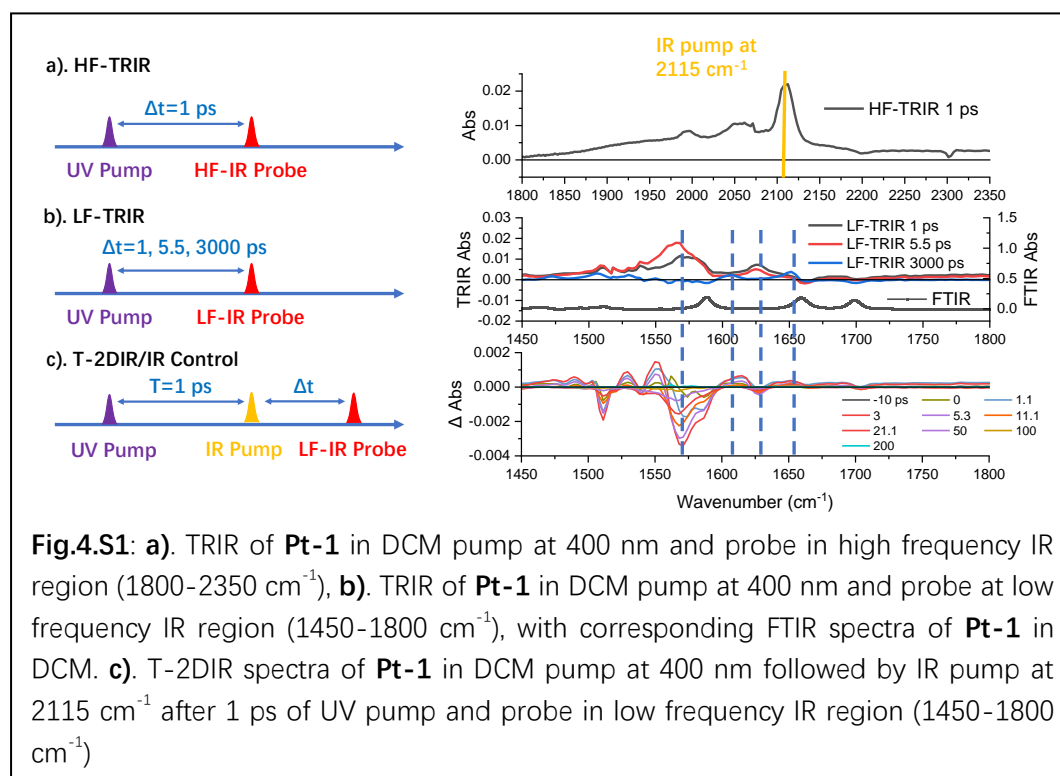 a). HF-TRIR
Δt=1 ps
UV Pump HF-IR Probe
b). LF-TRIR
Δt=1, 5.5, 3000 ps
UV Pump LF-IR Probe
c). T-2DIR/IR Control
T=1 ps Δt
UV Pump IR Pump LF-IR Probe
IR pump at
2115 cm⁻¹
HF-TRIR 1 ps
Abs
0.02
0.01
0.00
1800 1850 1900 1950 2000 2050 2100 2150 2200 2250 2300 2350
TRIR Abs
0.03
0.02
0.01
0.00
-0.01
-0.02
LF-TRIR 1 ps
LF-TRIR 5.5 ps
LF-TRIR 3000 ps
FTIR
1.5
1.0
0.5
0.0
FTIR Abs
1450 1500 1550 1600 1650 1700 1750 1800
Δ Abs
0.002
0.000
-0.002
-0.004
-10 ps 0 1.1
3 5.3 11.1
21.1 50 100
200
1450 1500 1550 1600 1650 1700 1750 1800
Wavenumber (cm⁻¹)
Fig.4.S1: a). TRIR of Pt-1 in DCM pump at 400 nm and probe in high frequency IR
region (1800-2350 cm⁻¹), b). TRIR of Pt-1 in DCM pump at 400 nm and probe at low
frequency IR region (1450-1800 cm⁻¹), with corresponding FTIR spectra of Pt-1 in
DCM. c). T-2DIR spectra of Pt-1 in DCM pump at 400 nm followed by IR pump at
2115 cm⁻¹ after 1 ps of UV pump and probe in low frequency IR region (1450-1800
cm⁻¹)